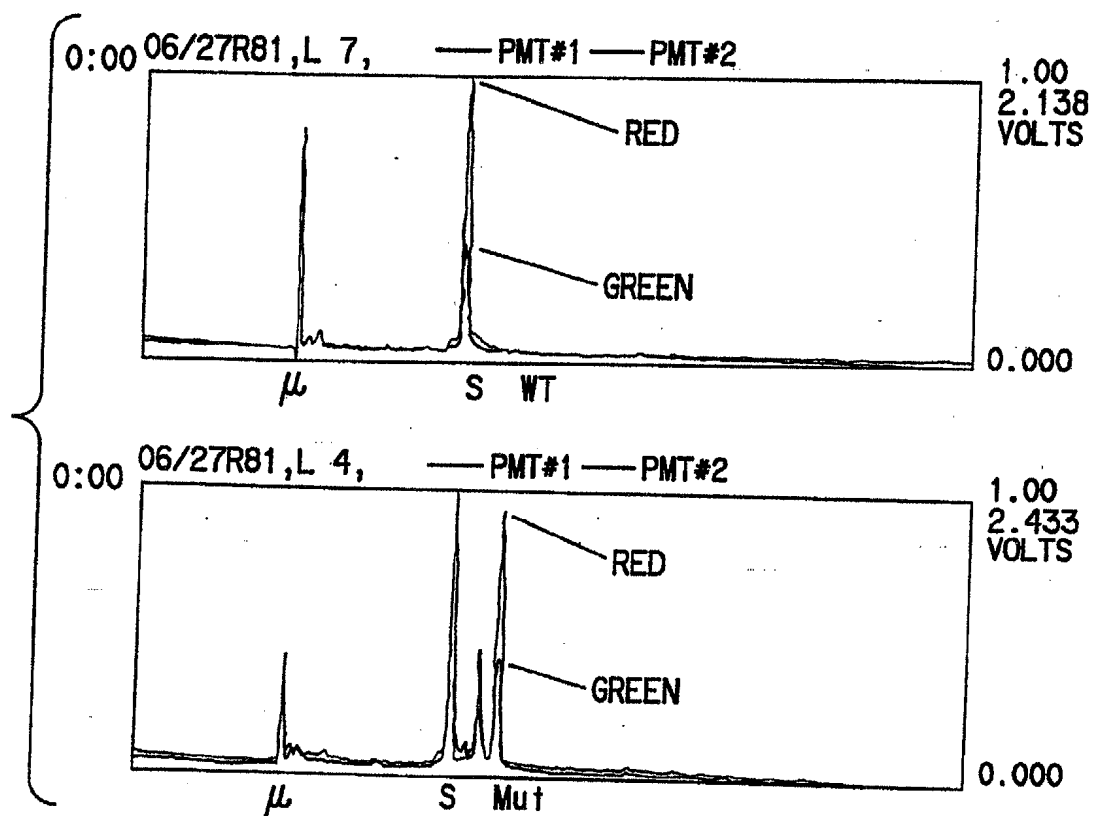 0:00 06/27R81,L 7, PMT#1 PMT#2
1.00
2.138
VOLTS
RED
GREEN
0.000
μ S WT
0:00 06/27R81,L 4, PMT#1 PMT#2
1.00
2.433
VOLTS
RED
GREEN
0.000
μ S Mut